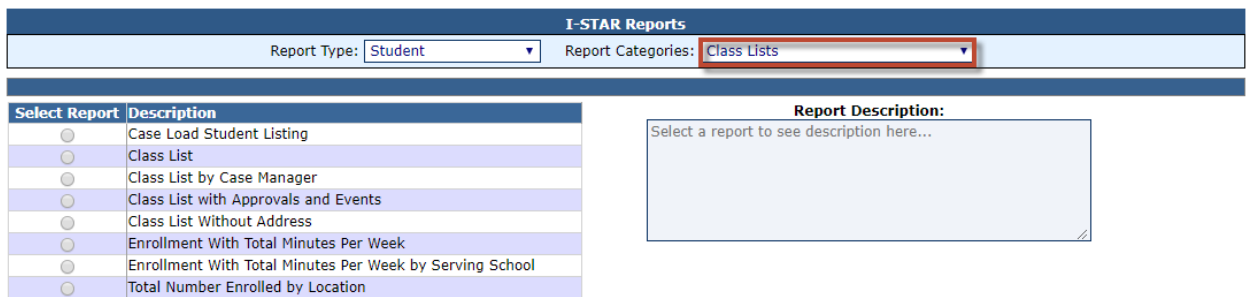 I-STAR Reports
Report Type: Student Report Categories: Class Lists
Select Report Description
Case Load Student Listing
Class List
Class List by Case Manager
Class List with Approvals and Events
Class List Without Address
Enrollment With Total Minutes Per Week
Enrollment With Total Minutes Per Week by Serving School
Total Number Enrolled by Location
Report Description:
Select a report to see description here...